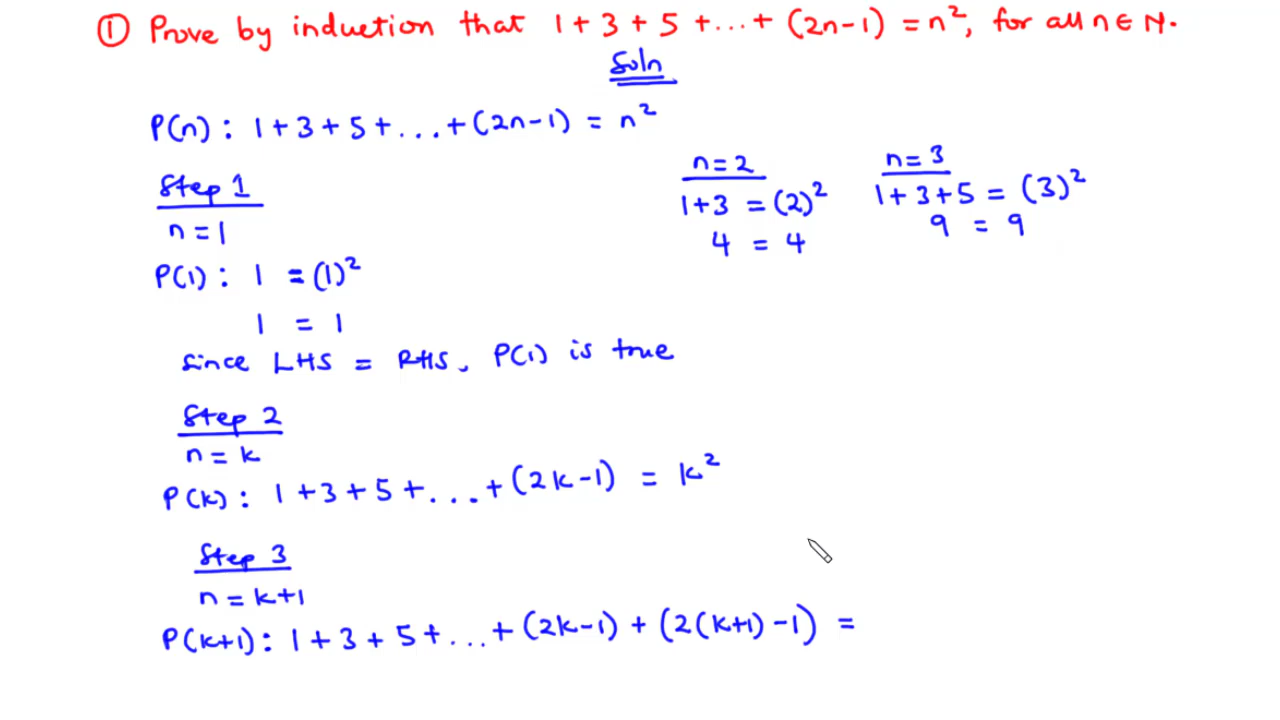 ① Prove by induction that 1 + 3 + 5 + ... + (2n-1) = n², for all n ∈ N.
Soln
P(n) : 1 + 3 + 5 + ... + (2n-1) = n²
Step 1
n = 1
P(1) : 1 = (1)²
1 = 1
Since LHS = RHS, P(1) is true
n = 2
1 + 3 = (2)²
4 = 4
n = 3
1 + 3 + 5 = (3)²
9 = 9
Step 2
n = k
P(k) : 1 + 3 + 5 + ... + (2k-1) = k²
Step 3
n = k+1
P(k+1) : 1 + 3 + 5 + ... + (2k-1) + (2(k+1) -1) =